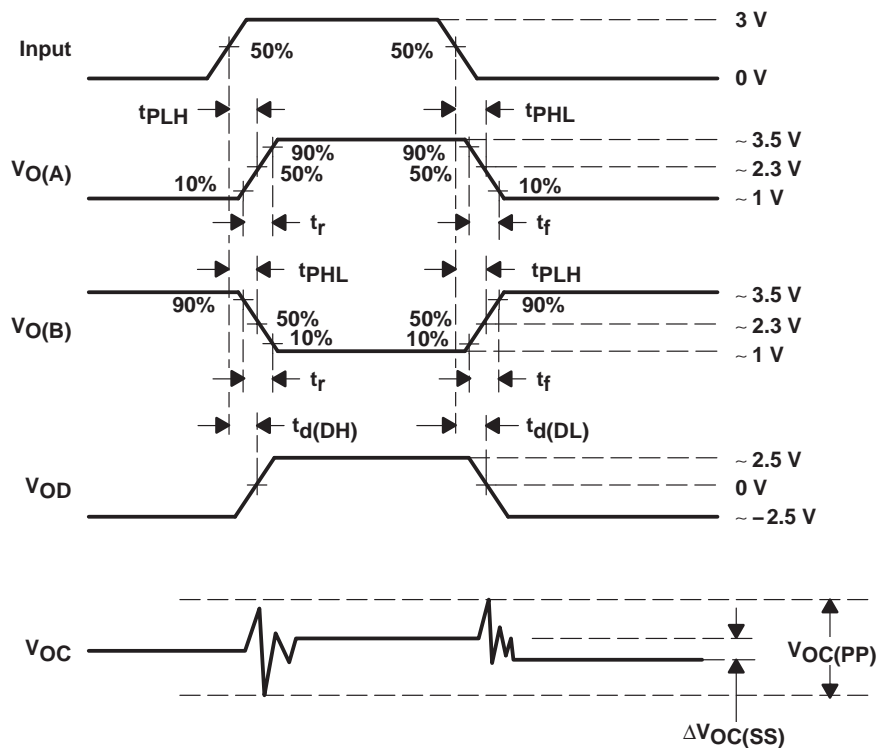 3 V
Input
50% 50%
0 V
tPLH tPHL
~ 3.5 V
90% 90%
VO(A)
50% 50%
~ 2.3 V
10% 10%
~ 1 V
tr tf
tPHL tPLH
~ 3.5 V
90% 90%
VO(B)
50% 50%
~ 2.3 V
10% 10%
~ 1 V
tr tf
td(DH) td(DL)
~ 2.5 V
VOD
0 V
~ –2.5 V
VOC
VOC(PP)
ΔVOC(SS)